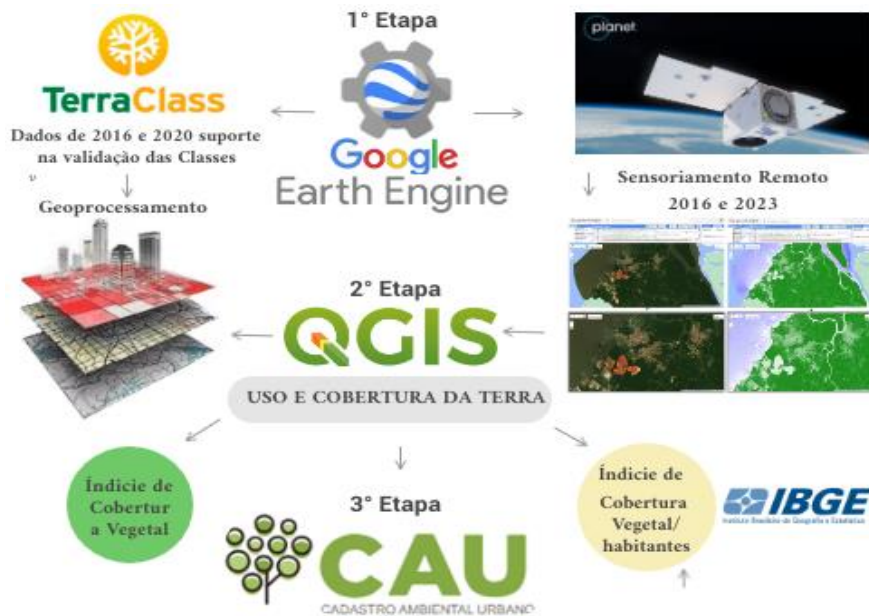 1° Etapa
TerraClass
Dados de 2016 e 2020 suporte
na validação das Classes
v
Geoprocessamento
Google
Earth Engine
planet
Sensoriamento Remoto
2016 e 2023
2° Etapa
QGIS
USO E COBERTURA DA TERRA
Índicie de
Cobertur
a Vegetal
3° Etapa
CAU
CADASTRO AMBIENTAL URBANO
Índicie de
Cobertura
Vegetal/
habitantes
IBGE
Instituto Brasileiro de Geografia e Estatística